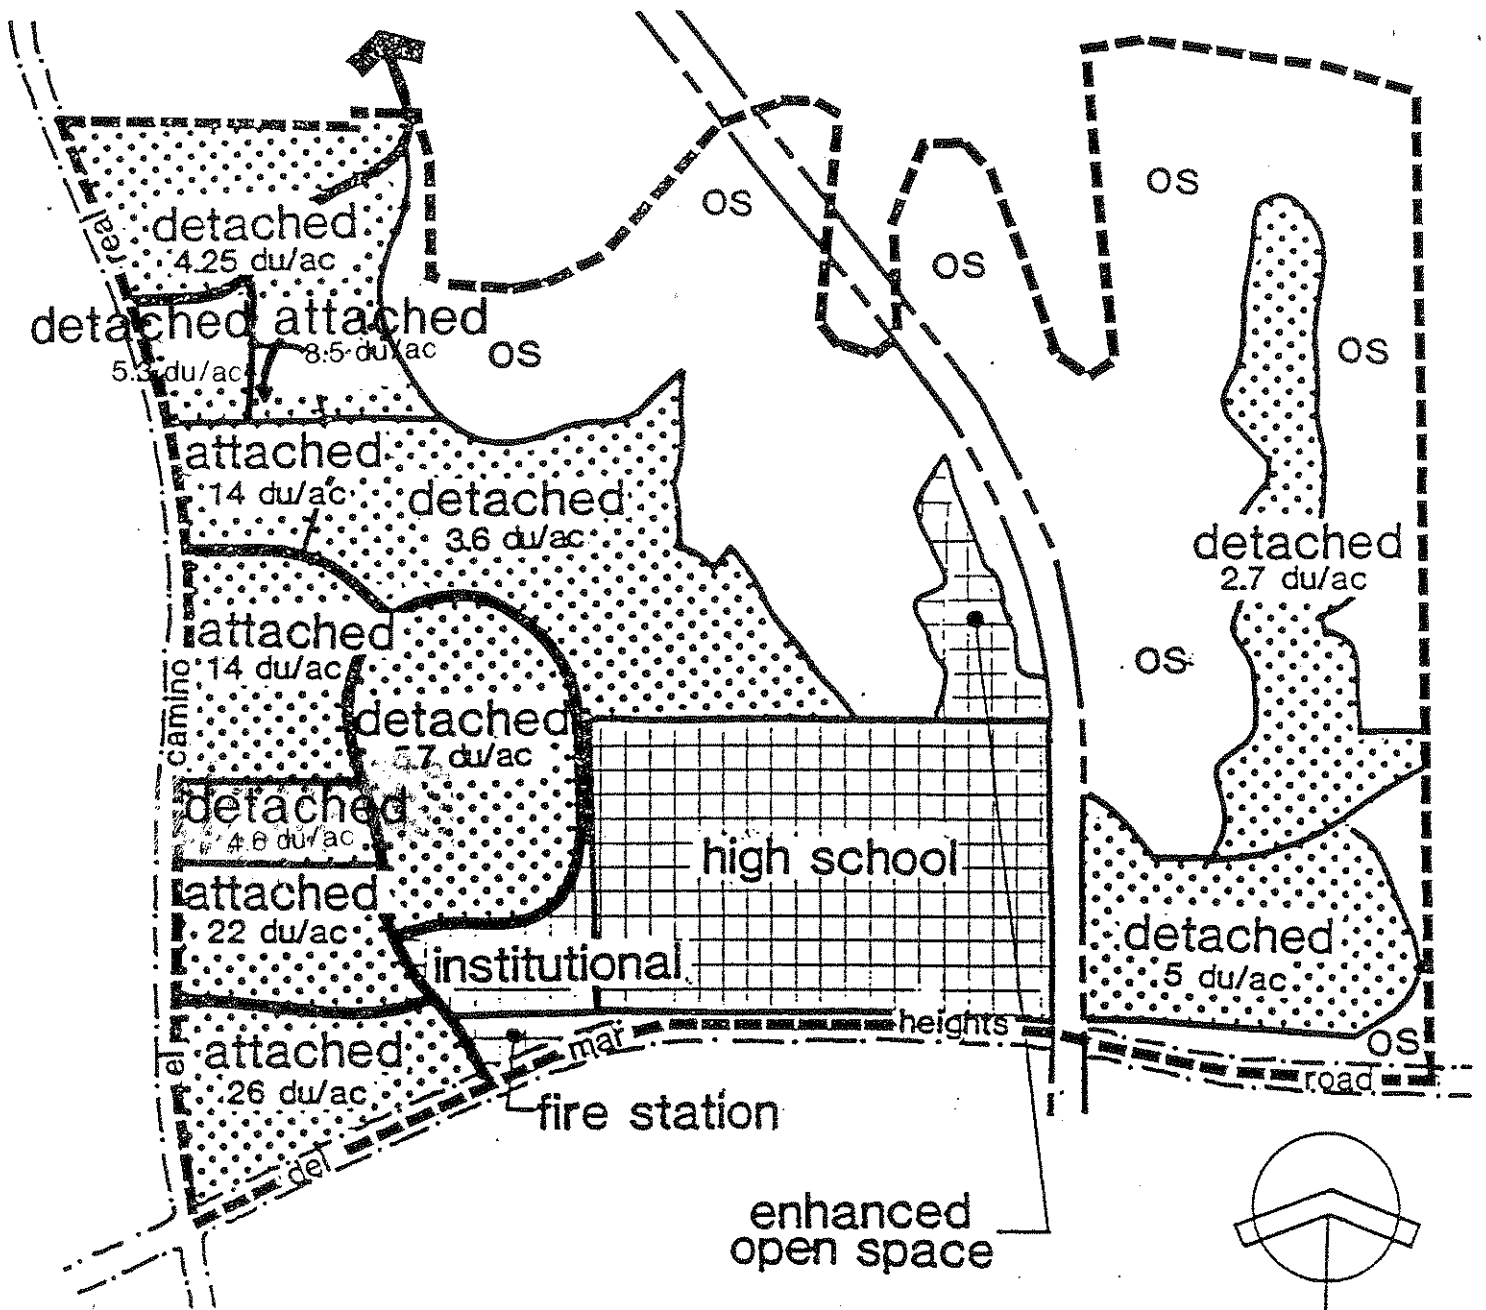 os
os
os
detached
4.25 du/ac
real
detached
attached
8.5 du/ac
5.3 du/ac
os
os
attached
14 du/ac
detached
3.6 du/ac
detached
2.7 du/ac
attached
14 du/ac
os
camino
detached
7 du/ac
detached
du/ac
high school
attached
22 du/ac
detached
5 du/ac
institutional
heights
mar
os
el
attached
26 du/ac
road
fire station
del
enhanced
open space